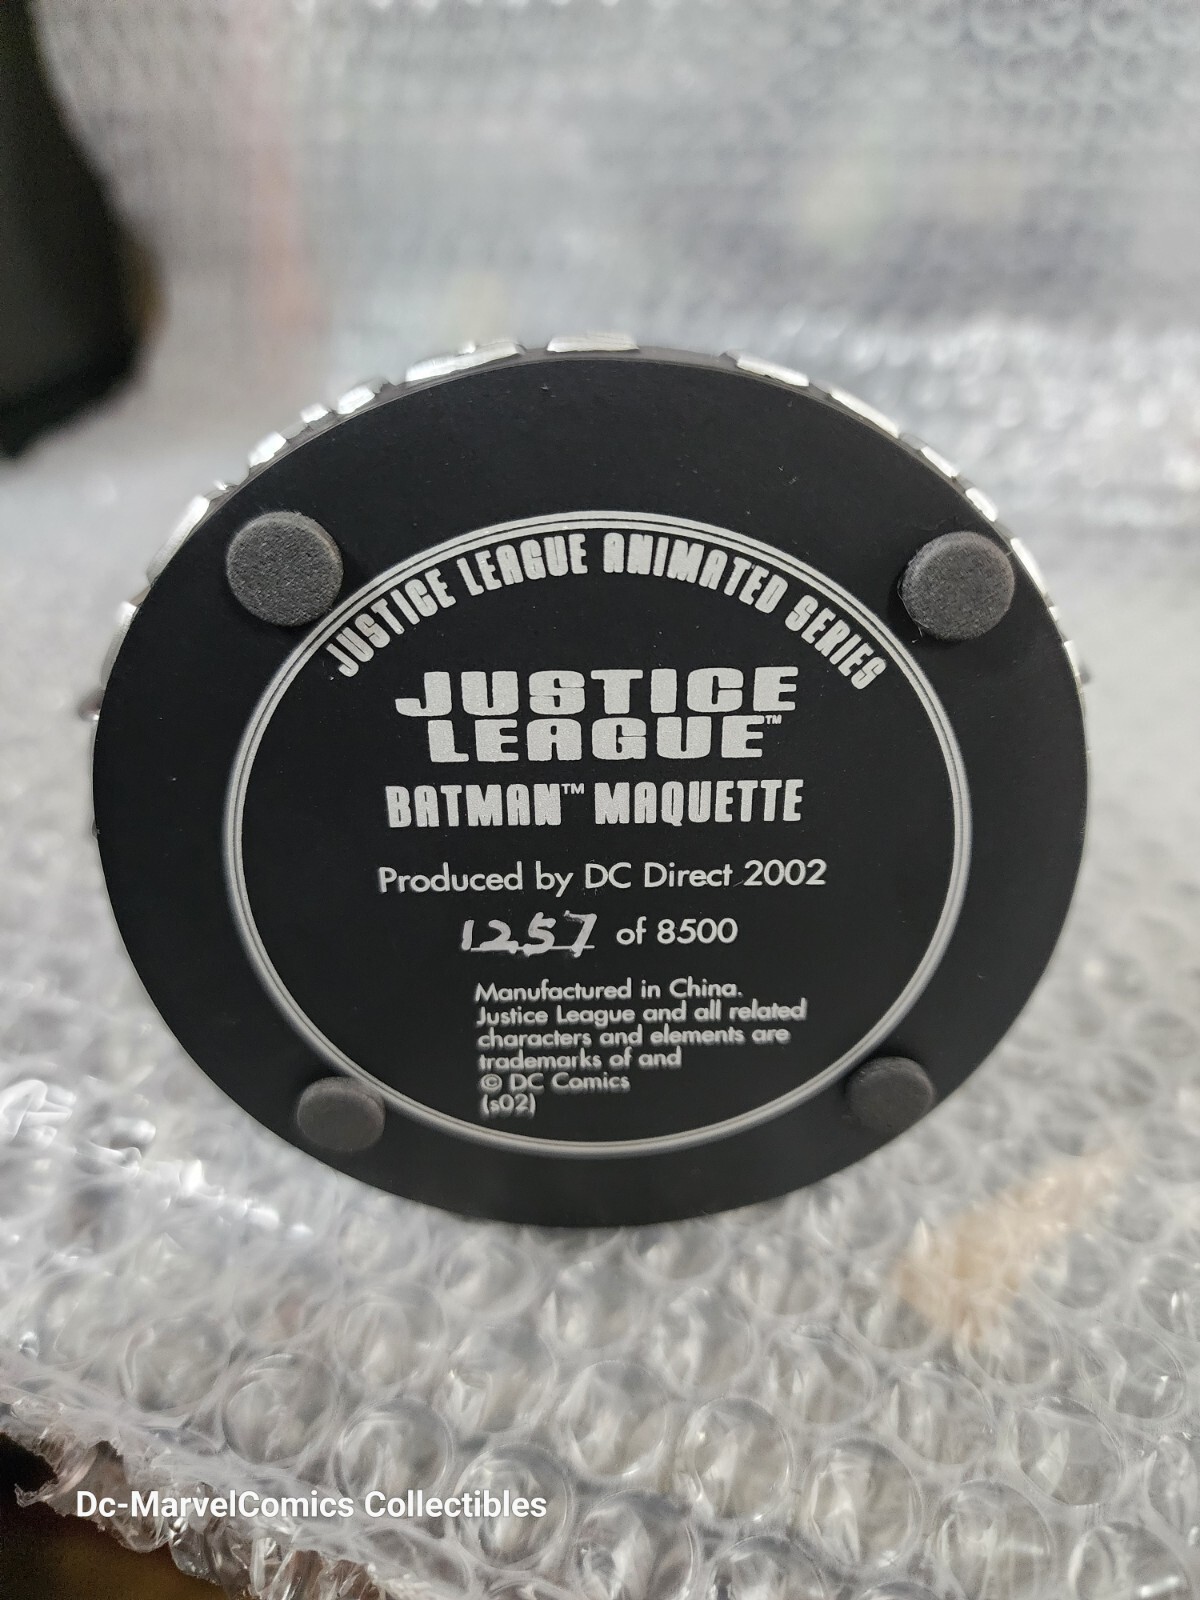 JUSTICE LEAGUE ANIMATED SERIES
JUSTICE
LEAGUE™
BATMAN™ MAQUETTE
Produced by DC Direct 2002
1257 of 8500
Manufactured in China.
Justice League and all related
characters and elements are
trademarks of and
© DC Comics
(s02)
Dc-MarvelComics Collectibles